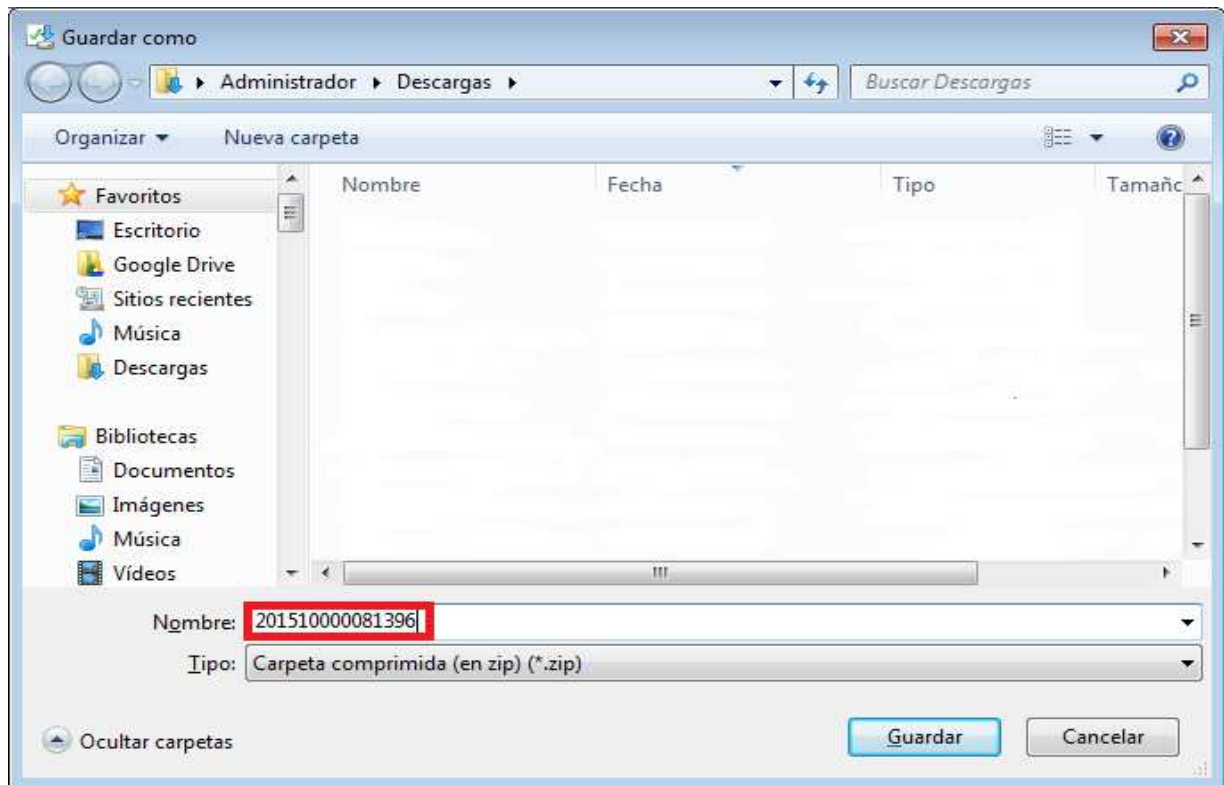 Guardar como
Administrador Descargas Buscar Descargas
Organizar Nueva carpeta
Nombre Fecha Tipo Tamañc
Favoritos
Escritorio
Google Drive
Sitios recientes
Música
Descargas
Bibliotecas
Documentos
Imágenes
Música
Vídeos
Nombre: 201510000081396
Tipo: Carpeta comprimida (en zip) (*.zip)
Ocultar carpetas Guardar Cancelar